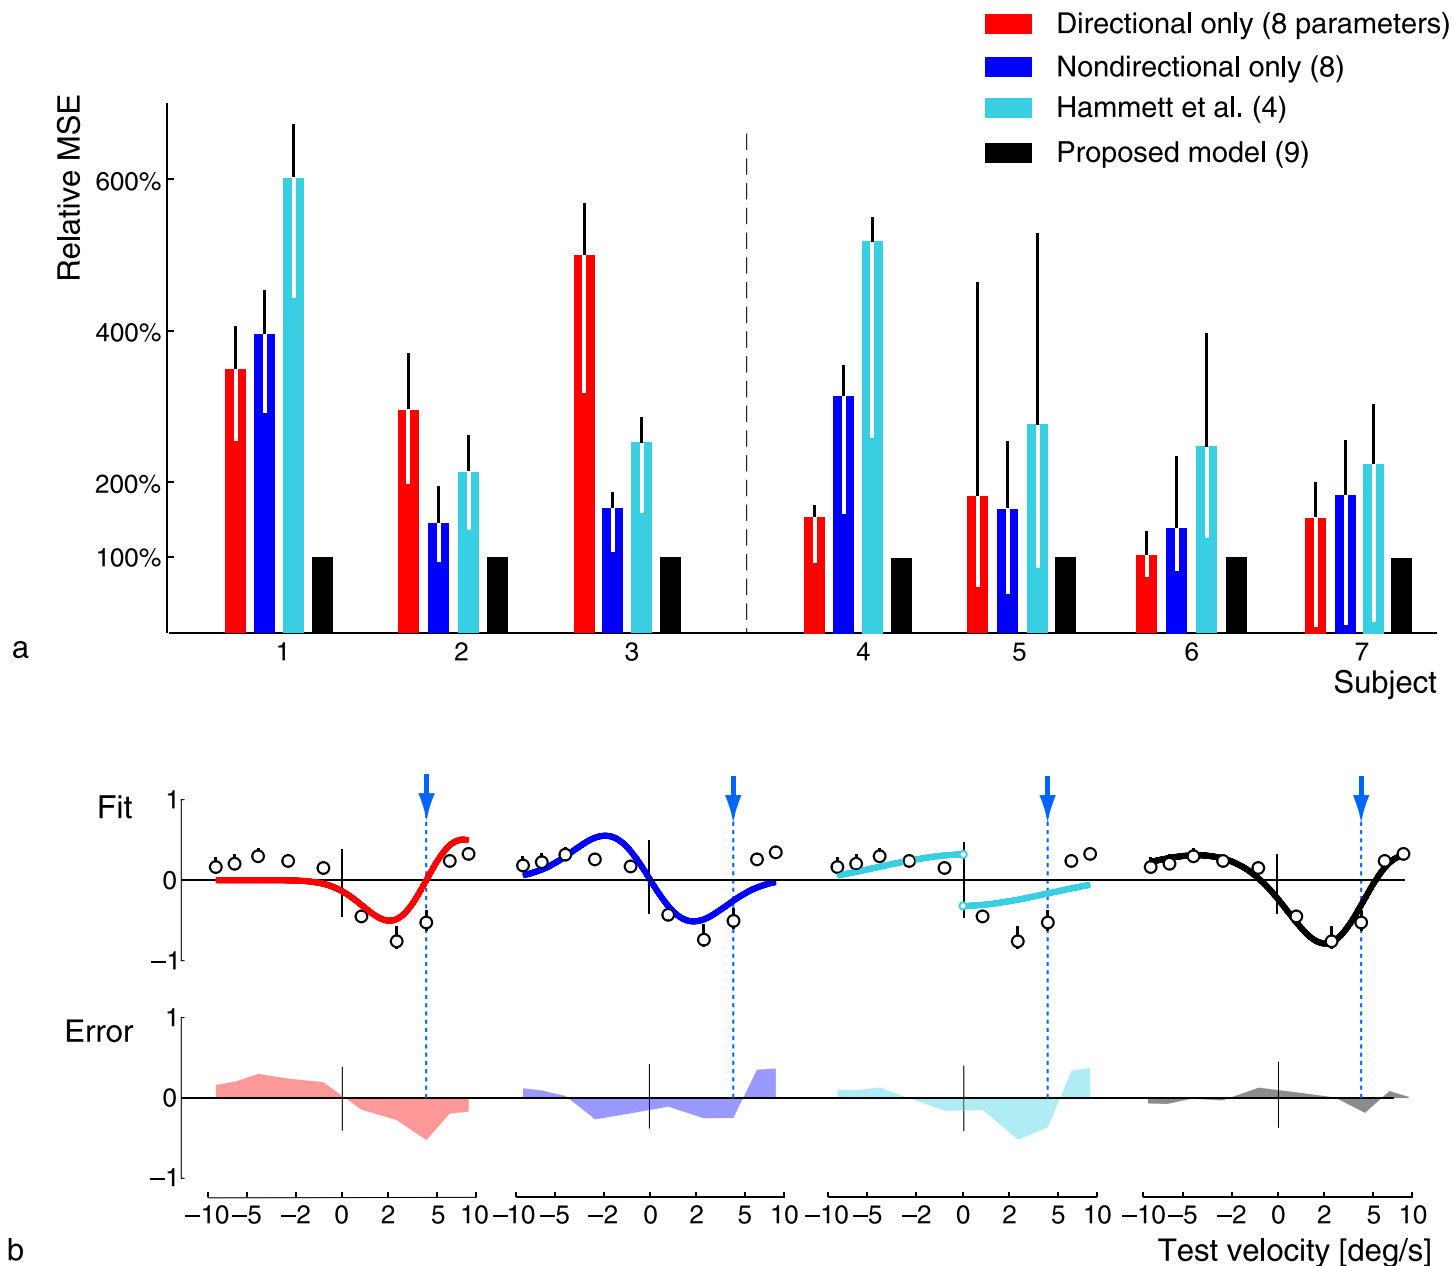 Directional only (8 parameters)
Nondirectional only (8)
Hammett et al. (4)
Proposed model (9)
Relative MSE
600%
400%
200%
100%
1 2 3 4 5 6 7
a
Subject
Fit
1
0
−1
Error
1
0
−1
−10 −5 −2 0 2 5 10 −10 −5 −2 0 2 5 10 −10 −5 −2 0 2 5 10 −10 −5 −2 0 2 5 10
b
Test velocity [deg/s]